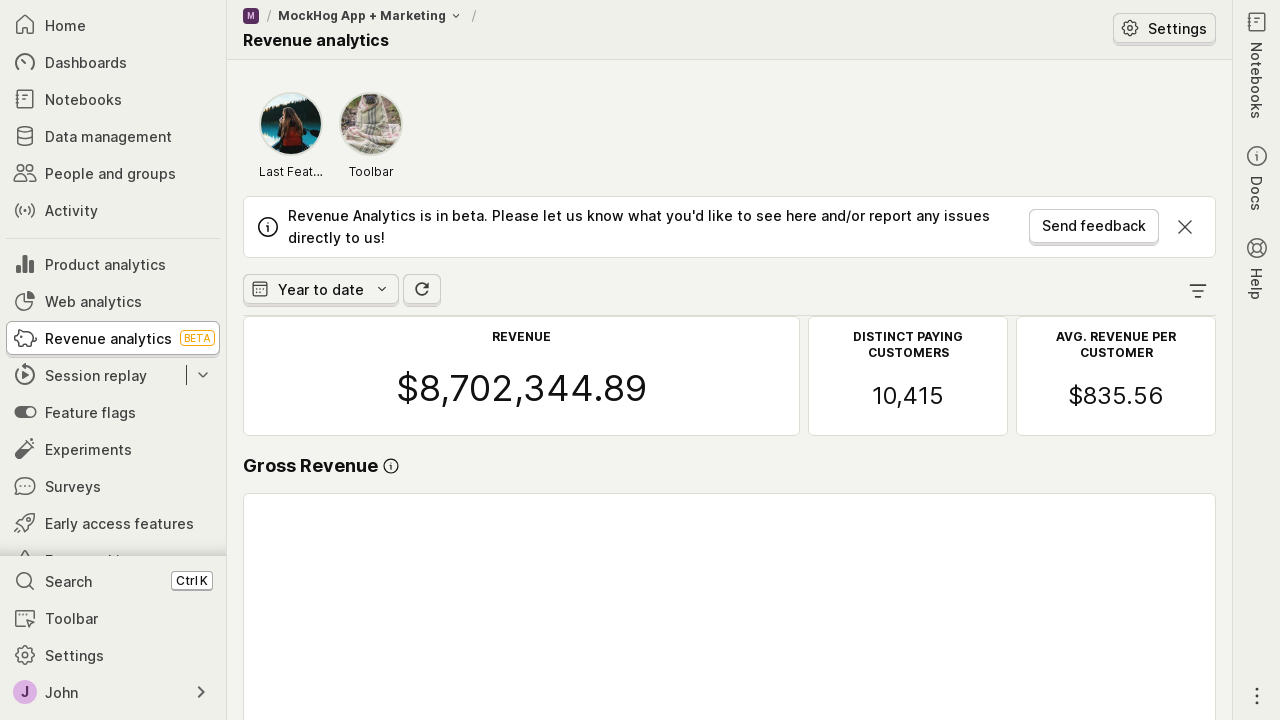 Home
Dashboards
Notebooks
Data management
People and groups
Activity
Product analytics
Web analytics
Revenue analytics BETA
Session replay
Feature flags
Experiments
Surveys
Early access features
Search Ctrl K
Toolbar
Settings
J John
M / MockHog App + Marketing /
Revenue analytics
Settings
Last Feat...
Toolbar
Revenue Analytics is in beta. Please let us know what you'd like to see here and/or report any issues
directly to us!
Send feedback
Year to date
REVENUE
$8,702,344.89
DISTINCT PAYING
CUSTOMERS
10,415
AVG. REVENUE PER
CUSTOMER
$835.56
Gross Revenue
Notebooks
Docs
Help